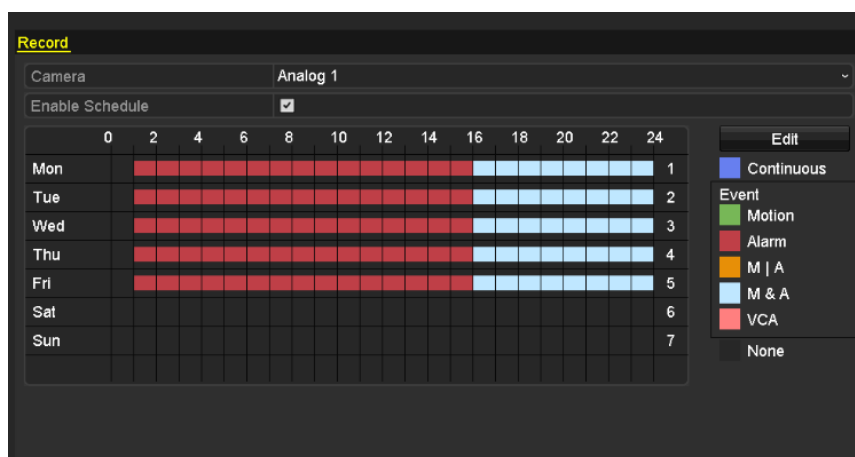 Record
Camera Analog 1
Enable Schedule
0 2 4 6 8 10 12 14 16 18 20 22 24 Edit
Mon 1 Continuous
Tue 2 Event
Motion
Wed 3
Alarm
Thu 4
M | A
Fri 5
M & A
Sat 6
VCA
Sun 7
None